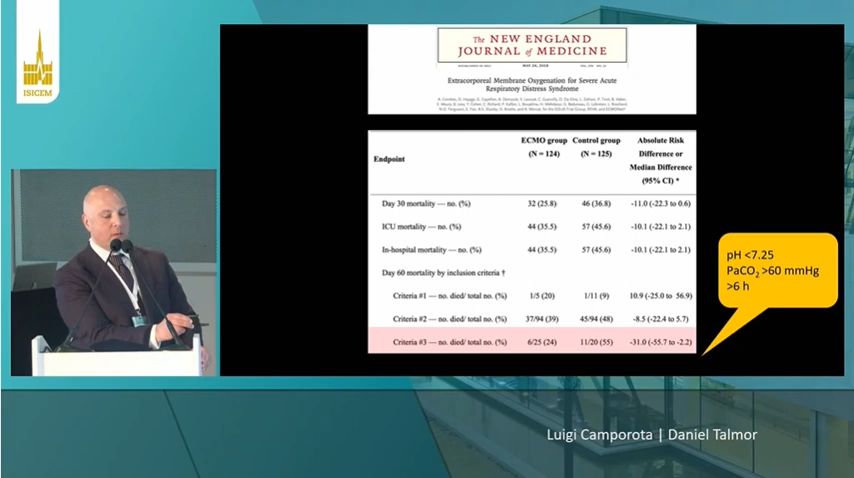 ISICEM
The NEW ENGLAND
JOURNAL of MEDICINE
Extracorporeal Membrane Oxygenation for Severe Acute
Respiratory Distress Syndrome
Endpoint
ECMO group
(N = 124)
Control group
(N = 125)
Absolute Risk
Difference or
Median Difference
(95% CI) *
Day 30 mortality — no. (%) 32 (25.8) 46 (36.8) -11.0 (-22.3 to 0.6)
ICU mortality — no. (%) 44 (35.5) 57 (45.6) -10.1 (-22.1 to 2.1)
In-hospital mortality — no. (%) 44 (35.5) 57 (45.6) -10.1 (-22.1 to 2.1)
Day 60 mortality by inclusion criteria †
Criteria #1 — no. died/ total no. (%) 1/5 (20) 1/11 (9) 10.9 (-25.0 to 56.9)
Criteria #2 — no. died/ total no. (%) 37/94 (39) 45/94 (48) -8.5 (-22.4 to 5.7)
Criteria #3 — no. died/ total no. (%) 6/25 (24) 11/20 (55) -31.0 (-55.7 to -2.2)
pH <7.25
PaCO₂ >60 mmHg
>6 h
Luigi Camporota | Daniel Talmor